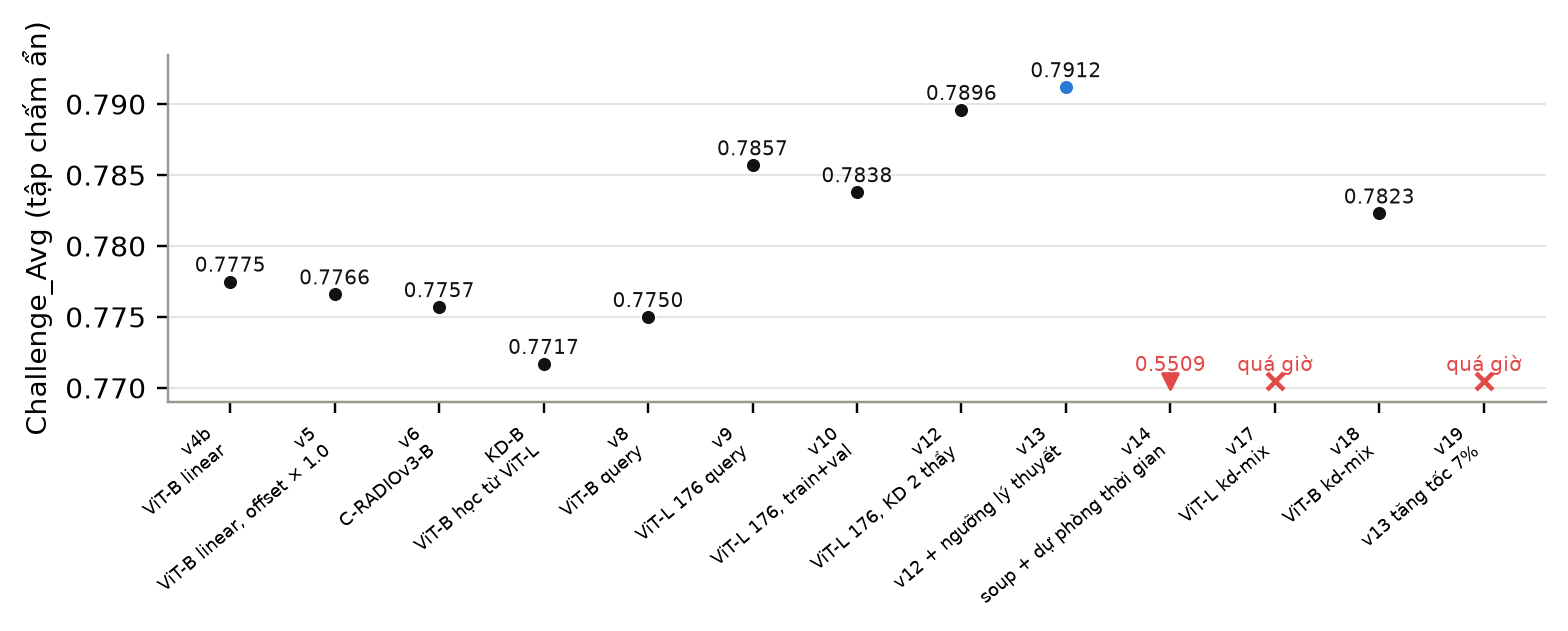 Challenge_Avg (tập chấm ẩn)
0.790
0.785
0.780
0.775
0.770
0.7775
0.7766
0.7757
0.7717
0.7750
0.7857
0.7838
0.7896
0.7912
0.5509
quá giờ
0.7823
quá giờ
v4b
ViT-B linear
v5
ViT-B linear, offset × 1.0
v6
C-RADIOv3-B
KD-B
ViT-B học từ ViT-L
v8
ViT-B query
v9
ViT-L 176 query
v10
ViT-L 176, train+val
v12
ViT-L 176, KD 2 thầy
v13
v12 + ngưỡng lý thuyết
v14
soup + dự phòng thời gian
v17
ViT-L kd-mix
v18
ViT-B kd-mix
v19
v13 tăng tốc 7%